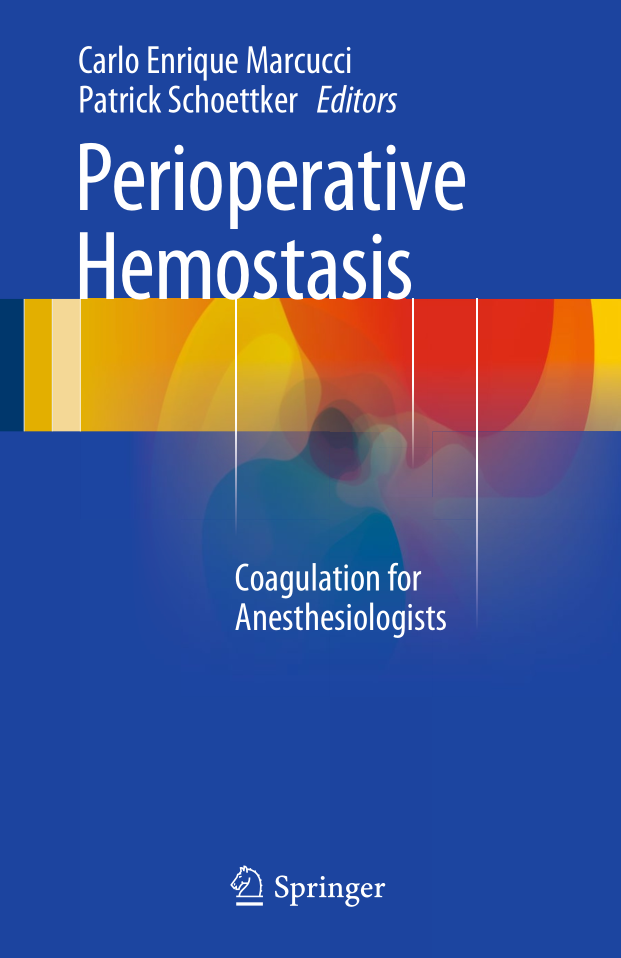 Carlo Enrique Marcucci
Patrick Schoettker Editors
Perioperative
Hemostasis
Coagulation for
Anesthesiologists
Springer